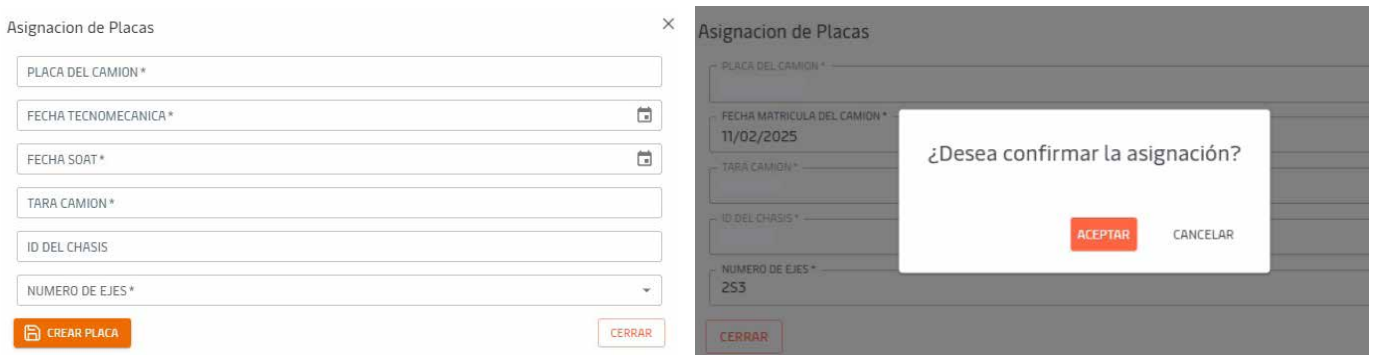 Asignacion de Placas
PLACA DEL CAMION *
FECHA TECNOMECANICA *
FECHA SOAT *
TARA CAMION *
ID DEL CHASIS
NUMERO DE EJES *
CREAR PLACA
CERRAR
Asignacion de Placas
PLACA DEL CAMION *
FECHA MATRICULA DEL CAMION *
11/02/2025
TARA CAMION *
ID DEL CHASIS *
NUMERO DE EJES *
2S3
CERRAR
¿Desea confirmar la asignación?
ACEPTAR
CANCELAR